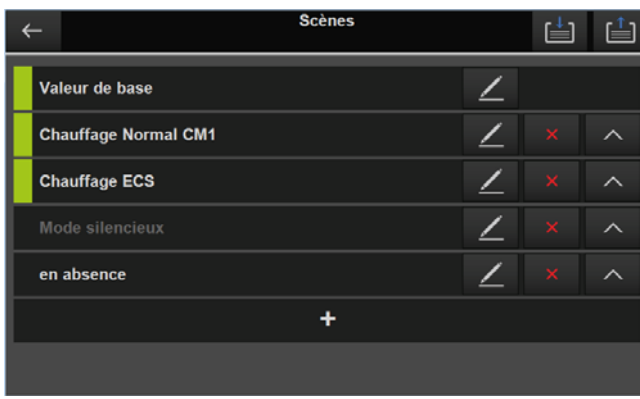 Scènes
Valeur de base
Chauffage Normal CM1
Chauffage ECS
Mode silencieux
en absence
+